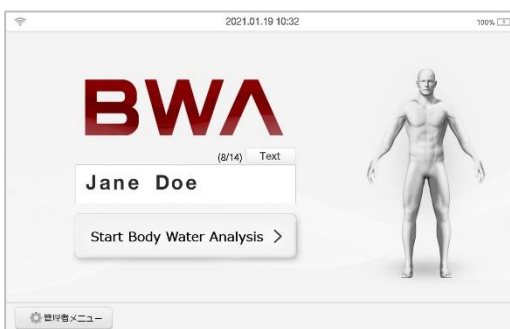 2021.01.19 10:32
100%
BWA
(8/14) Text
Jane Doe
Start Body Water Analysis >
管理者メニュー